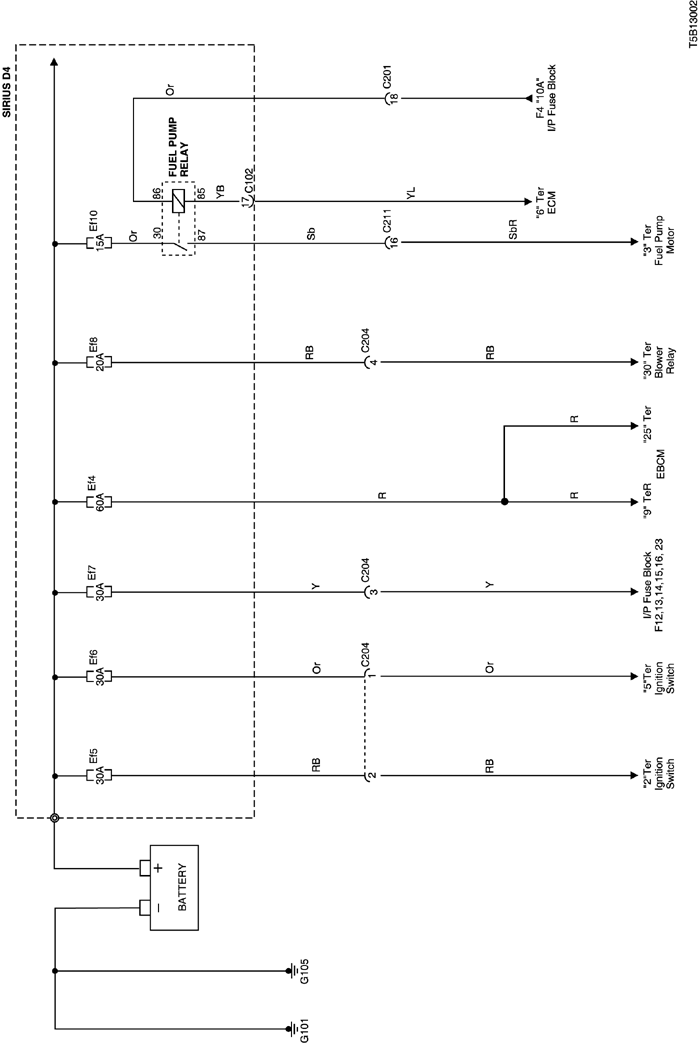 SIRIUS D4
T5B13002
BATTERY
+
−
G101
G105
Ef5
30A
RB
2
RB
"2"Ter
Ignition
Switch
Ef6
30A
Or
C204
1
Or
"5"Ter
Ignition
Switch
Ef7
30A
Y
C204
3
Y
I/P Fuse Block
F12,13,14,15,16, 23
Ef4
60A
R
R
"9" TeR
R
"25" Ter
EBCM
Ef8
20A
RB
C204
4
RB
"30" Ter
Blower
Relay
Ef10
15A
Or
30
87
Sb
C211
16
SbR
"3" Ter
Fuel Pump
Motor
FUEL PUMP
RELAY
86
85
YB
C102
17
YL
"6" Ter
ECM
Or
C201
18
F4 "10A"
I/P Fuse Block